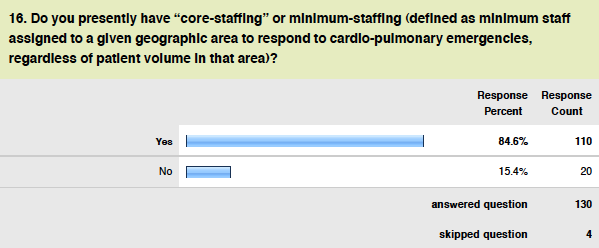 16. Do you presently have “core-staffing” or minimum-staffing (defined as minimum staff
assigned to a given geographic area to respond to cardio-pulmonary emergencies,
regardless of patient volume in that area)?
Response Response
Percent Count
Yes 84.6% 110
No 15.4% 20
answered question 130
skipped question 4